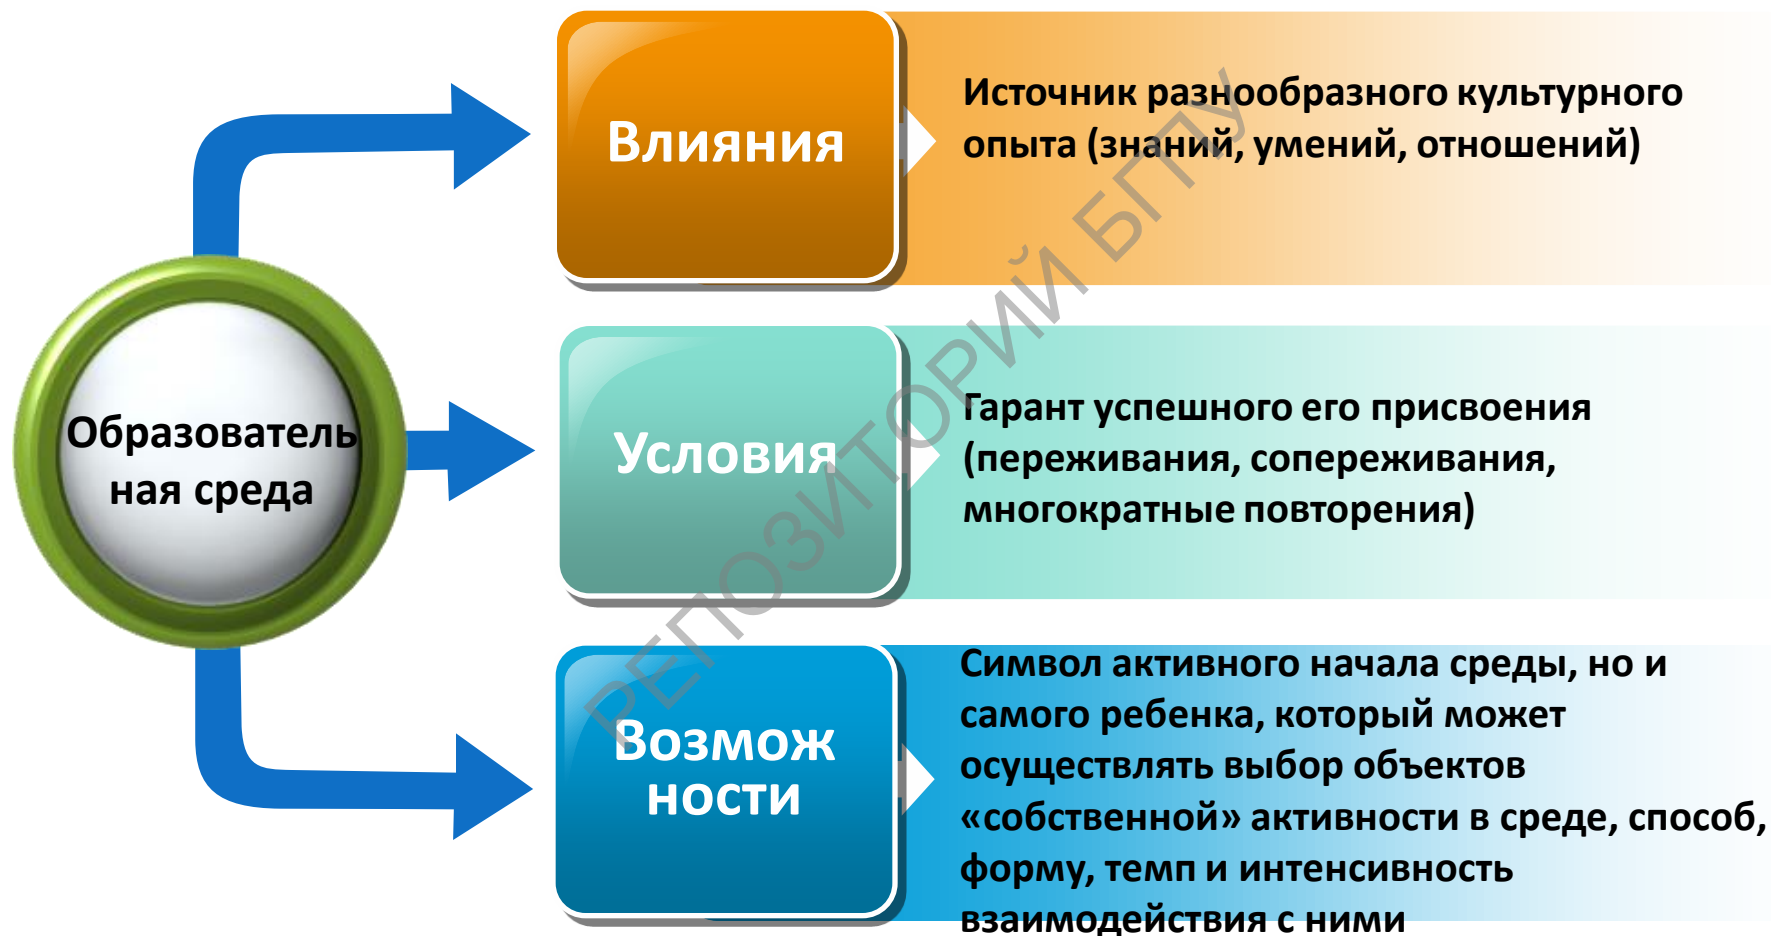 Образователь
ная среда
Влияния
Источник разнообразного культурного
опыта (знаний, умений, отношений)
Условия
Гарант успешного его присвоения
(переживания, сопереживания,
многократные повторения)
Возмож
ности
Символ активного начала среды, но и
самого ребенка, который может
осуществлять выбор объектов
«собственной» активности в среде, способ,
форму, темп и интенсивность
взаимодействия с ними
РЕПОЗИТОРИЙ БГПУ